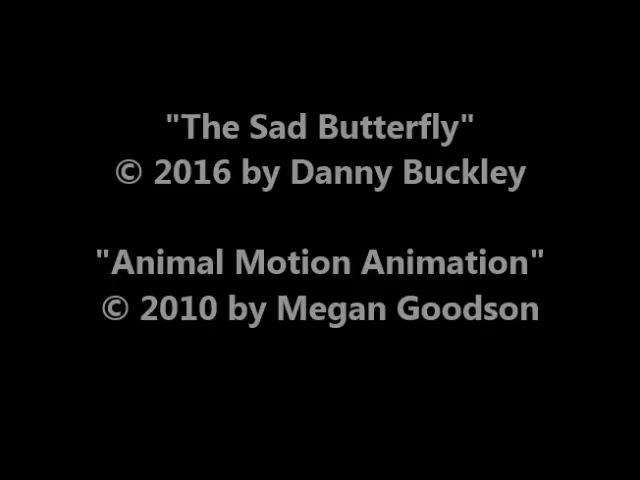 "The Sad Butterfly"
© 2016 by Danny Buckley
"Animal Motion Animation"
© 2010 by Megan Goodson